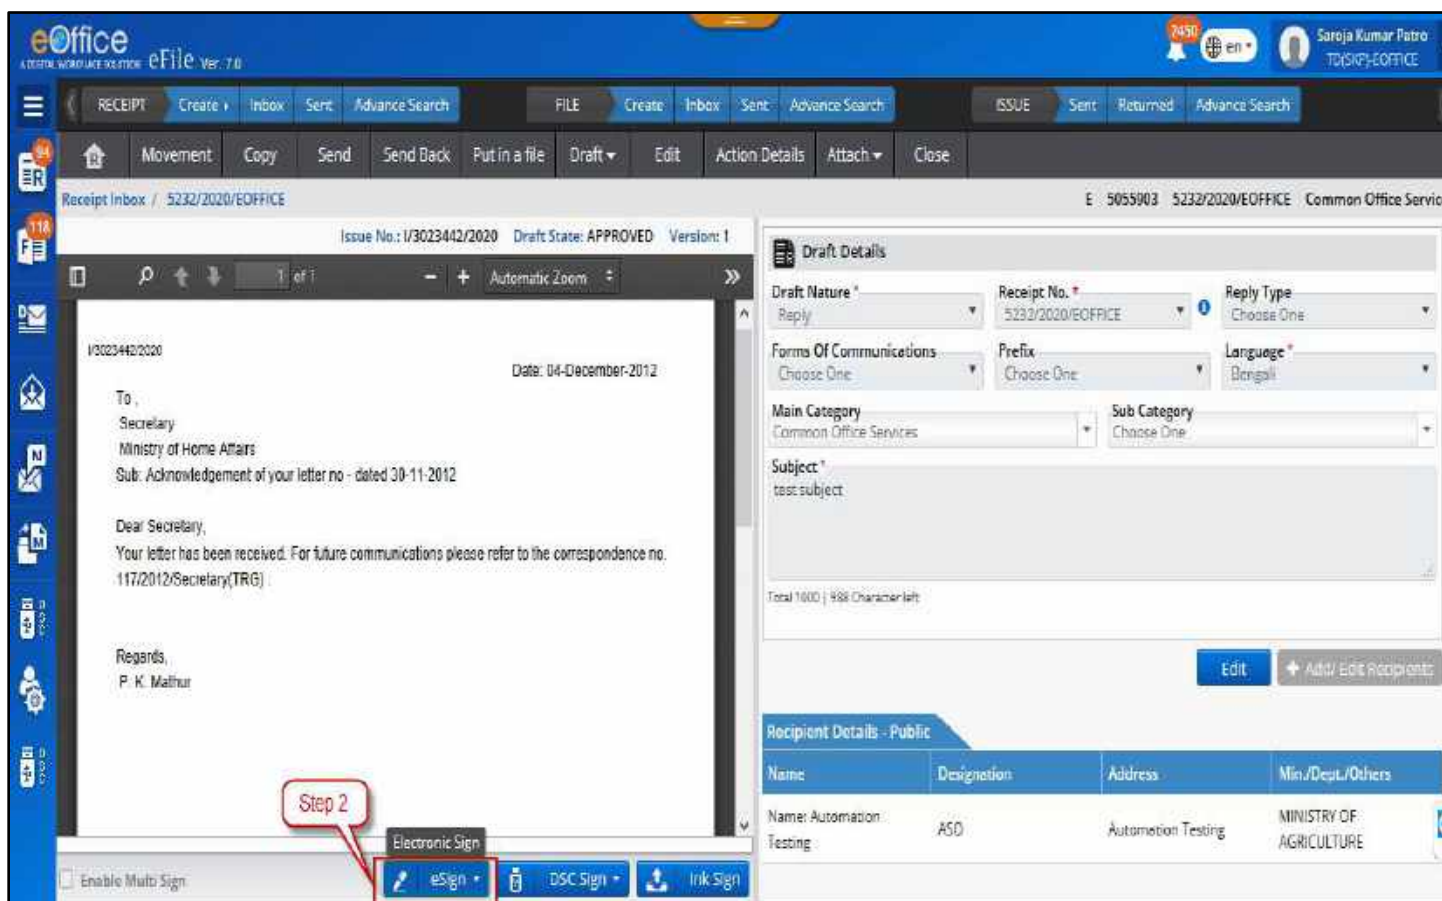 eOffice
A DIGITAL WORKPLACE SOLUTION eFile Ver. 7.0
2450 en
Saroja Kumar Patro
TD(SKP)-EOFFICE
RECEIPT Create Inbox Sent Advance Search FILE Create Inbox Sent Advance Search ISSUE Sent Returned Advance Search
94
R
R Movement Copy Send Send Back Put in a file Draft Edit Action Details Attach Close
Receipt Inbox / 5232/2020/EOFFICE E 5055903 5232/2020/EOFFICE Common Office Servic
118
F
Issue No.: I/3023442/2020 Draft State: APPROVED Version: 1
Draft Details
1 of 1 Automatic Zoom
Draft Nature * Receipt No. * Reply Type
Reply 5232/2020/EOFFICE Choose One
I/3023442/2020
Date: 04-December-2012
Forms Of Communications Prefix Language *
Choose One Choose One Bengali
To ,
Secretary
Ministry of Home Affairs
Sub: Acknowledgement of your letter no - dated 30-11-2012
Main Category Sub Category
Common Office Services Choose One
Subject *
test subject
Dear Secretary,
Your letter has been received. For future communications please refer to the correspondence no.
117/2012/Secretary(TRG) .
Total 1000 | 988 Character left
Regards,
P. K. Mathur
Edit + Add/ Edit Recipients
D
N
M
Recipient Details - Public
Name Designation Address Min./Dept./Others
Name: Automation Testing ASO Automation Testing MINISTRY OF AGRICULTURE
Step 2
Electronic Sign
Enable Multi Sign eSign DSC Sign Ink Sign